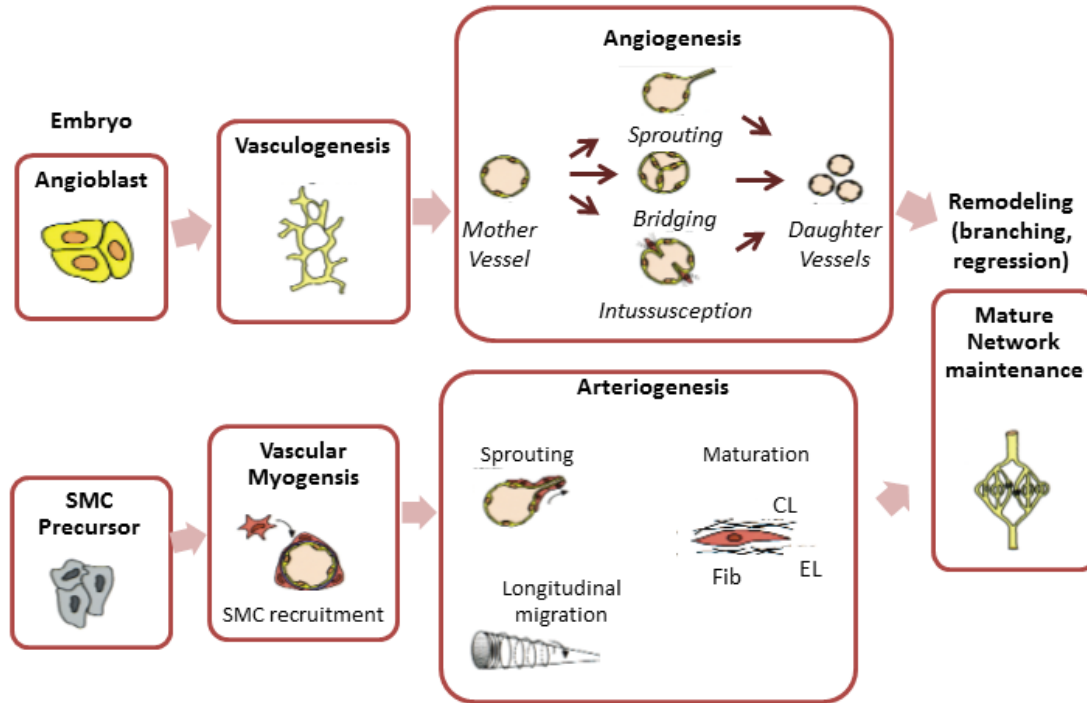 Embryo
Angioblast
Vasculogenesis
Angiogenesis
Mother
Vessel
Sprouting
Bridging
Intussusception
Daughter
Vessels
Remodeling
(branching,
regression)
Mature
Network
maintenance
SMC
Precursor
Vascular
Myogensis
SMC recruitment
Arteriogenesis
Sprouting
Longitudinal
migration
Maturation
CL
Fib
EL